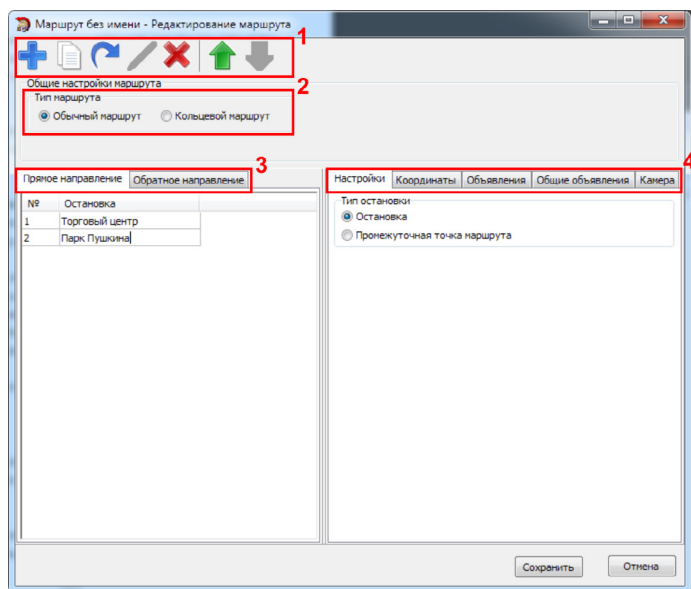 Маршрут без имени - Редактирование маршрута
1
Общие настройки маршрута
2
Тип маршрута
Обычный маршрут Кольцевой маршрут
3
4
Прямое направление Обратное направление
Настройки Координаты Объявления Общие объявления Камера
№ Остановка
1 Торговый центр
2 Парк Пушкина
Тип остановки
Остановка
Промежуточная точка маршрута
Сохранить Отмена